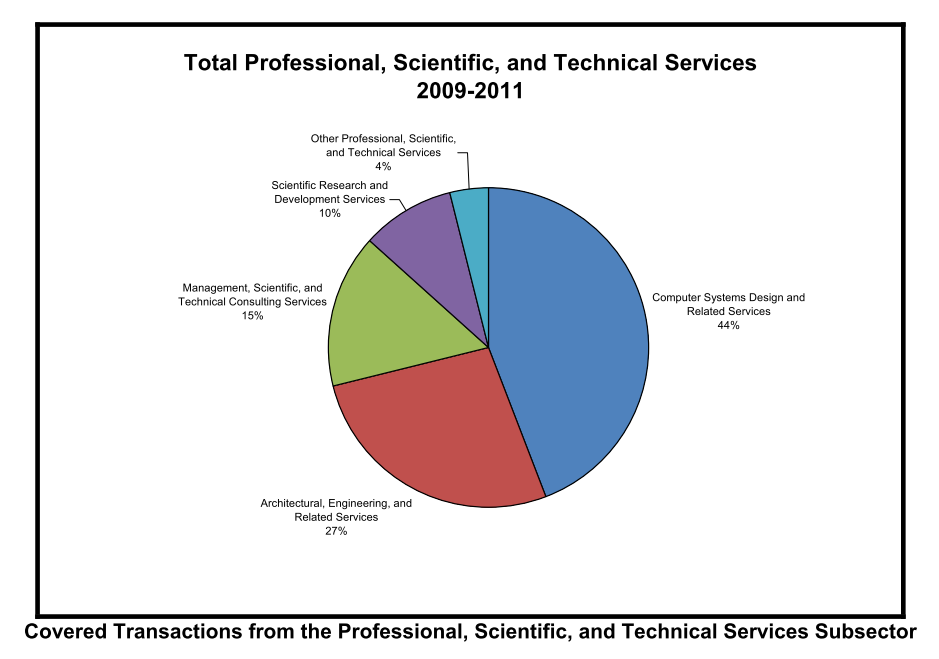 Total Professional, Scientific, and Technical Services
2009-2011
Other Professional, Scientific,
and Technical Services
4%
Scientific Research and
Development Services
10%
Management, Scientific, and
Technical Consulting Services
15%
Computer Systems Design and
Related Services
44%
Architectural, Engineering, and
Related Services
27%
Covered Transactions from the Professional, Scientific, and Technical Services Subsector